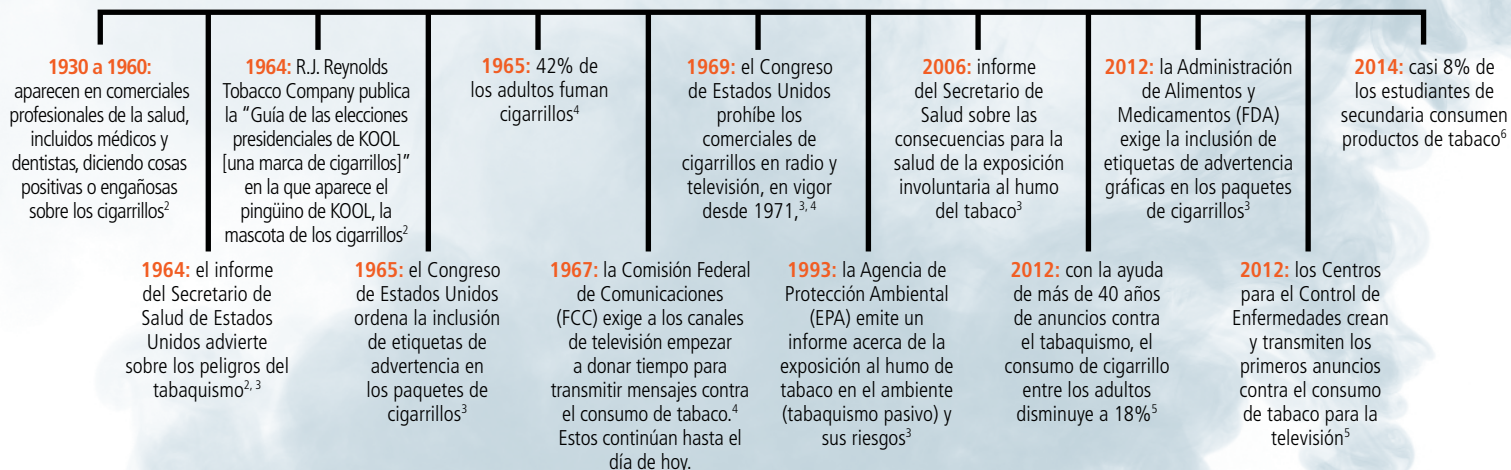 1930 a 1960:
aparecen en comerciales
profesionales de la salud,
incluidos médicos y
dentistas, diciendo cosas
positivas o engañosas
sobre los cigarrillos2
1964: el informe
del Secretario de
Salud de Estados
Unidos advierte
sobre los peligros del
tabaquismo2, 3
1964: R.J. Reynolds
Tobacco Company publica
la “Guía de las elecciones
presidenciales de KOOL
[una marca de cigarrillos]”
en la que aparece el
pingüino de KOOL, la
mascota de los cigarrillos2
1965: el Congreso
de Estados Unidos
ordena la inclusión
de etiquetas de
advertencia en
los paquetes de
cigarrillos3
1965: 42% de
los adultos fuman
cigarrillos4
1967: la Comisión Federal
de Comunicaciones
(FCC) exige a los canales
de televisión empezar
a donar tiempo para
transmitir mensajes contra
el consumo de tabaco.4
Estos continúan hasta el
día de hoy.
1969: el Congreso
de Estados Unidos
prohíbe los
comerciales de
cigarrillos en radio y
televisión, en vigor
desde 1971,3, 4
1993: la Agencia de
Protección Ambiental
(EPA) emite un
informe acerca de la
exposición al humo de
tabaco en el ambiente
(tabaquismo pasivo) y
sus riesgos3
2006: informe
del Secretario de
Salud sobre las
consecuencias para la
salud de la exposición
involuntaria al humo
del tabaco3
2012: con la ayuda
de más de 40 años
de anuncios contra
el tabaquismo, el
consumo de cigarrillo
entre los adultos
disminuye a 18%5
2012: la Administración
de Alimentos y
Medicamentos (FDA)
exige la inclusión de
etiquetas de advertencia
gráficas en los paquetes
de cigarrillos3
2012: los Centros
para el Control de
Enfermedades crean
y transmiten los
primeros anuncios
contra el consumo
de tabaco para la
televisión5
2014: casi 8% de
los estudiantes de
secundaria consumen
productos de tabaco6